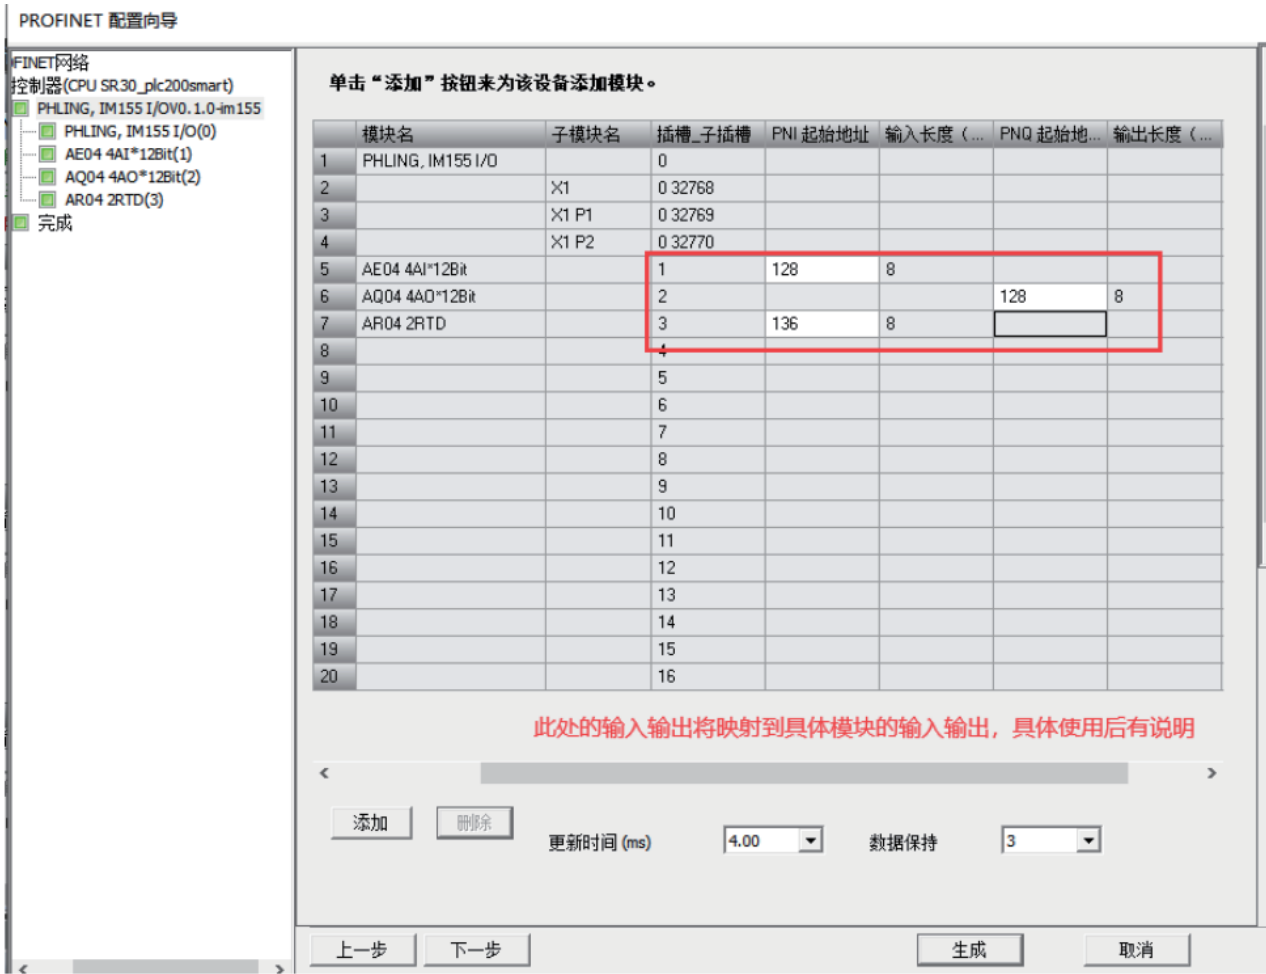 PROFINET 配置向导
FINET网络
控制器(CPU SR30_plc200smart)
PHLING, IM155 I/OV0.1.0-im155
PHLING, IM155 I/O(0)
AE04 4AI*12Bit(1)
AQ04 4AO*12Bit(2)
AR04 2RTD(3)
完成
单击“添加”按钮来为该设备添加模块。
模块名 子模块名 插槽_子插槽 PNI 起始地址 输入长度 (... PNQ 起始地... 输出长度 (...
1 PHLING, IM155 I/O 0
2 X1 0 32768
3 X1 P1 0 32769
4 X1 P2 0 32770
5 AE04 4AI*12Bit 1 128 8
6 AQ04 4AO*12Bit 2 128 8
7 AR04 2RTD 3 136 8
8 4
9 5
10 6
11 7
12 8
13 9
14 10
15 11
16 12
17 13
18 14
19 15
20 16
此处的输入输出将映射到具体模块的输入输出，具体使用后有说明
添加 删除 更新时间 (ms) 4.00 数据保持 3
上一步 下一步 生成 取消